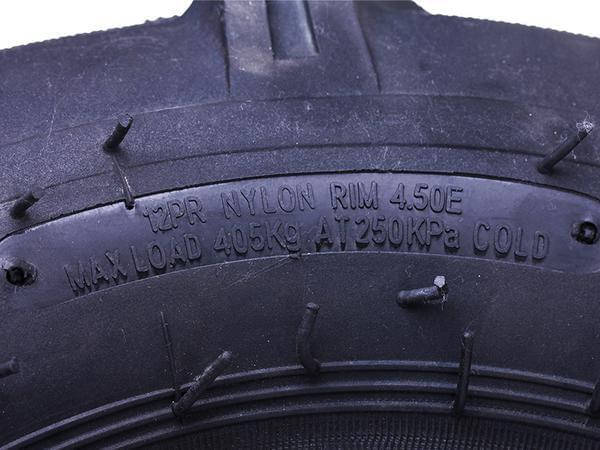 12PR NYLON RIM 4.50E
MAX LOAD 405Kg AT 250KPa COLD